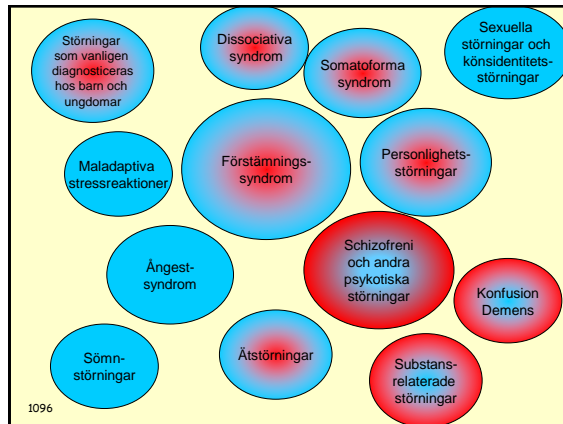 Störningar
som vanligen
diagnosticeras
hos barn och
ungdomar
Dissociativa
syndrom
Somatoforma
syndrom
Sexuella
störningar och
könsidentitets-
störningar
Maladaptiva
stressreaktioner
Förstämnings-
syndrom
Personlighets-
störningar
Ångest-
syndrom
Schizofreni
och andra
psykotiska
störningar
Konfusion
Demens
Sömn-
störningar
Ätstörningar
Substans-
relaterade
störningar
1096